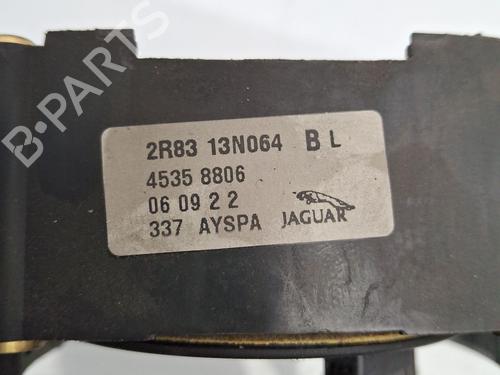 B-PARTS
2R83 13N064 B L
4535 8806
06 09 2 2
337 AYSPA JAGUAR